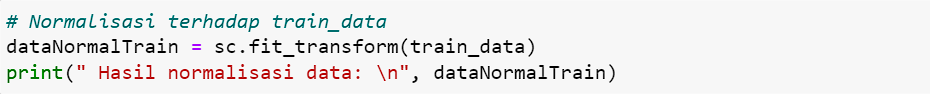 # Normalisasi terhadap train_data
dataNormalTrain = sc.fit_transform(train_data)
print(" Hasil normalisasi data: \n", dataNormalTrain)